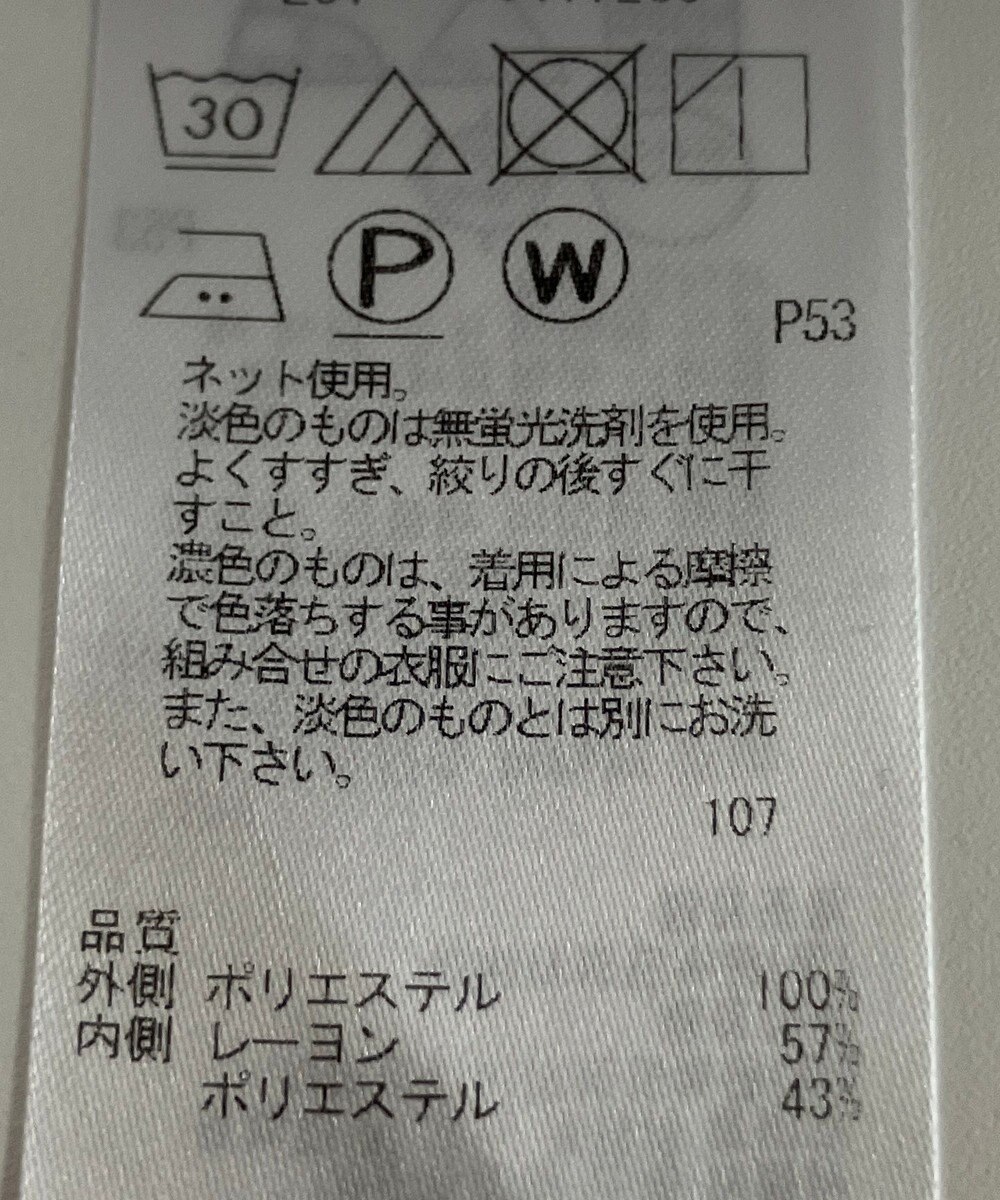 30
P W
P53
ネット使用。
淡色のものは無蛍光洗剤を使用。
よくすすぎ、絞りの後すぐに干
すこと。
濃色のものは、着用による摩擦
で色落ちする事がありますので、
組み合せの衣服にご注意下さい。
また、淡色のものとは別にお洗
い下さい。
107
品質
外側 ポリエステル 100%
内側 レーヨン 57%
ポリエステル 43%